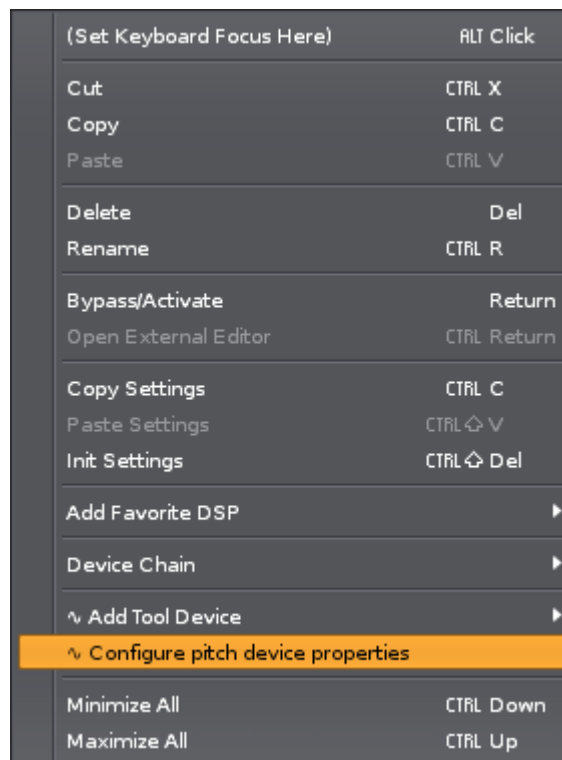 (Set Keyboard Focus Here) ALT Click
Cut CTRL X
Copy CTRL C
Paste CTRL V
Delete Del
Rename CTRL R
Bypass/Activate Return
Open External Editor CTRL Return
Copy Settings CTRL C
Paste Settings CTRL⇧ V
Init Settings CTRL⇧ Del
Add Favorite DSP
Device Chain
∿ Add Tool Device
∿ Configure pitch device properties
Minimize All CTRL Down
Maximize All CTRL Up